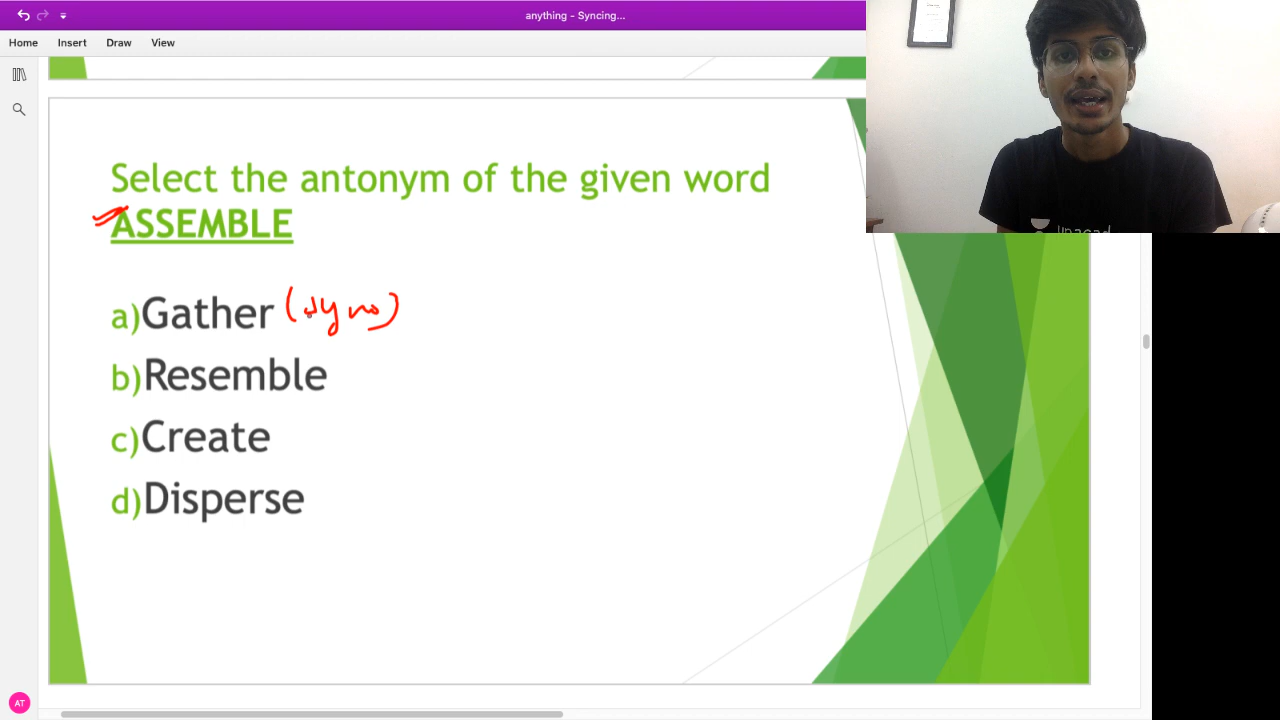 anything – Syncing...
Home Insert Draw View
Select the antonym of the given word
ASSEMBLE
a)Gather (syno)
b)Resemble
c)Create
d)Disperse
AT